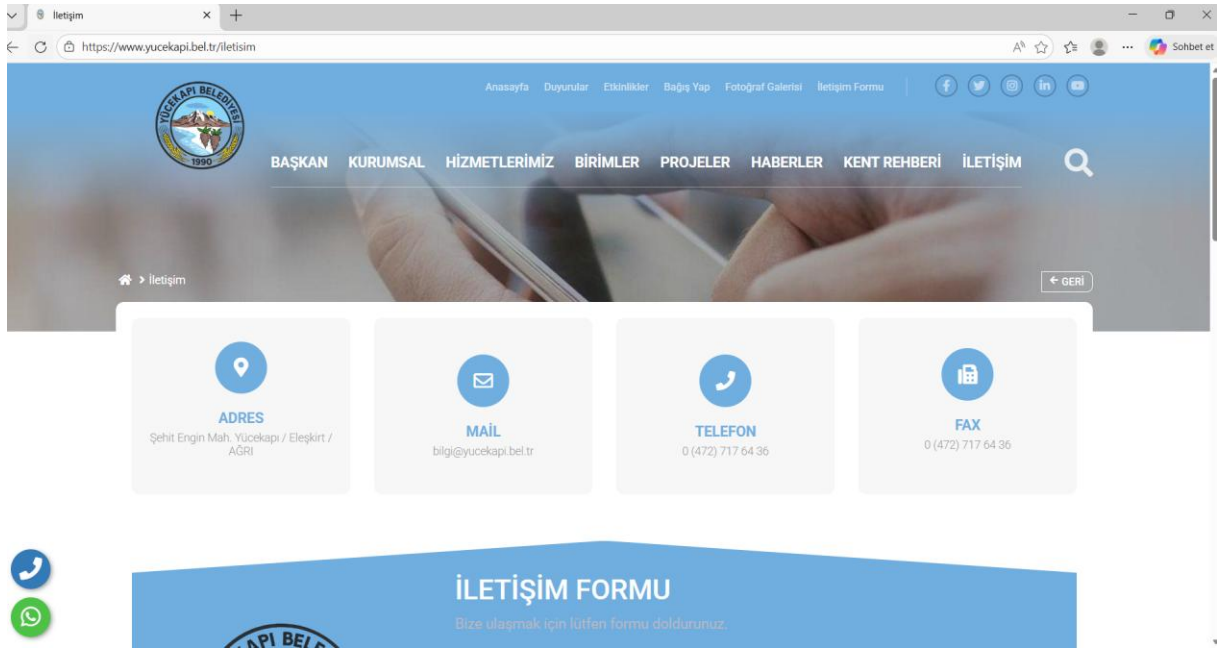 İletişim
https://www.yucekapi.bel.tr/iletisim
Sohbet et
YÜCEKAPI BELEDİYESİ
1990
Anasayfa Duyurular Etkinlikler Bağış Yap Fotoğraf Galerisi İletişim Formu
BAŞKAN KURUMSAL HİZMETLERİMİZ BİRİMLER PROJELER HABERLER KENT REHBERİ İLETİŞİM
> İletişim
← GERİ
ADRES
Şehit Engin Mah. Yücekapı / Eleşkirt /
AĞRI
MAİL
bilgi@yucekapi.bel.tr
TELEFON
0 (472) 717 64 36
FAX
0 (472) 717 64 36
İLETİŞİM FORMU
Bize ulaşmak için lütfen formu doldurunuz.